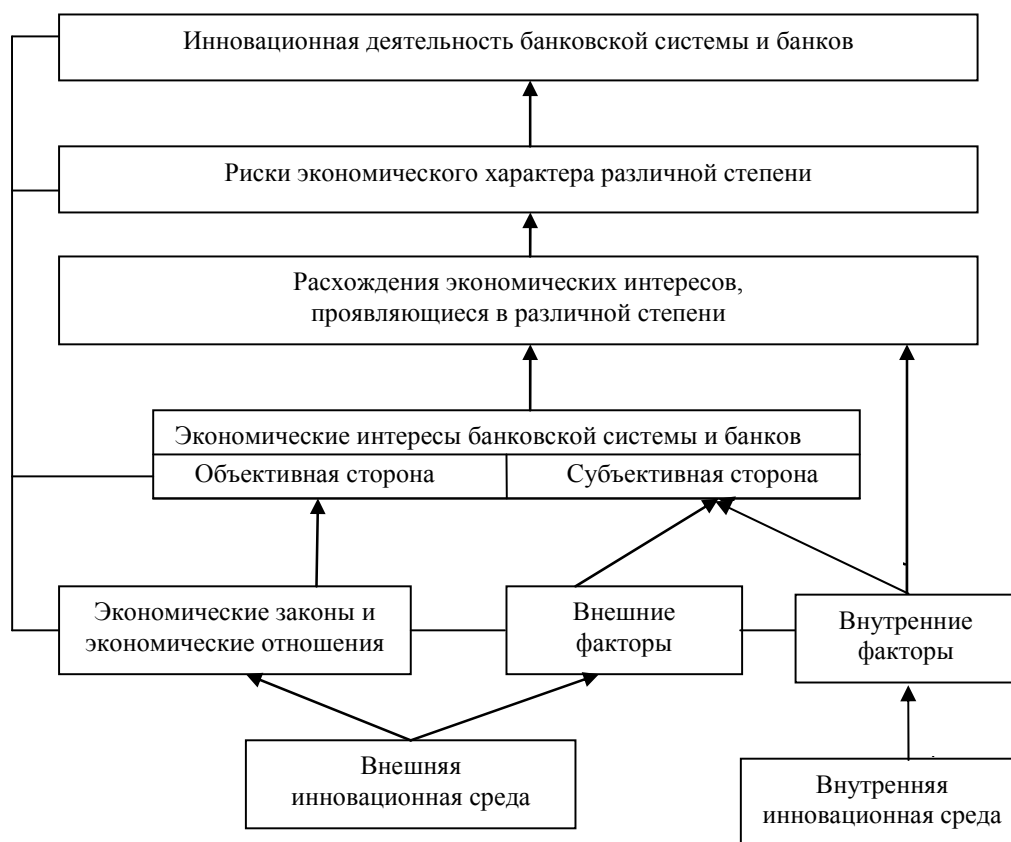 Инновационная деятельность банковской системы и банков
Риски экономического характера различной степени
Расхождения экономических интересов,
проявляющиеся в различной степени
Экономические интересы банковской системы и банков
Объективная сторона
Субъективная сторона
Экономические законы и
экономические отношения
Внешние
факторы
Внутренние
факторы
Внешняя
инновационная среда
Внутренняя
инновационная среда